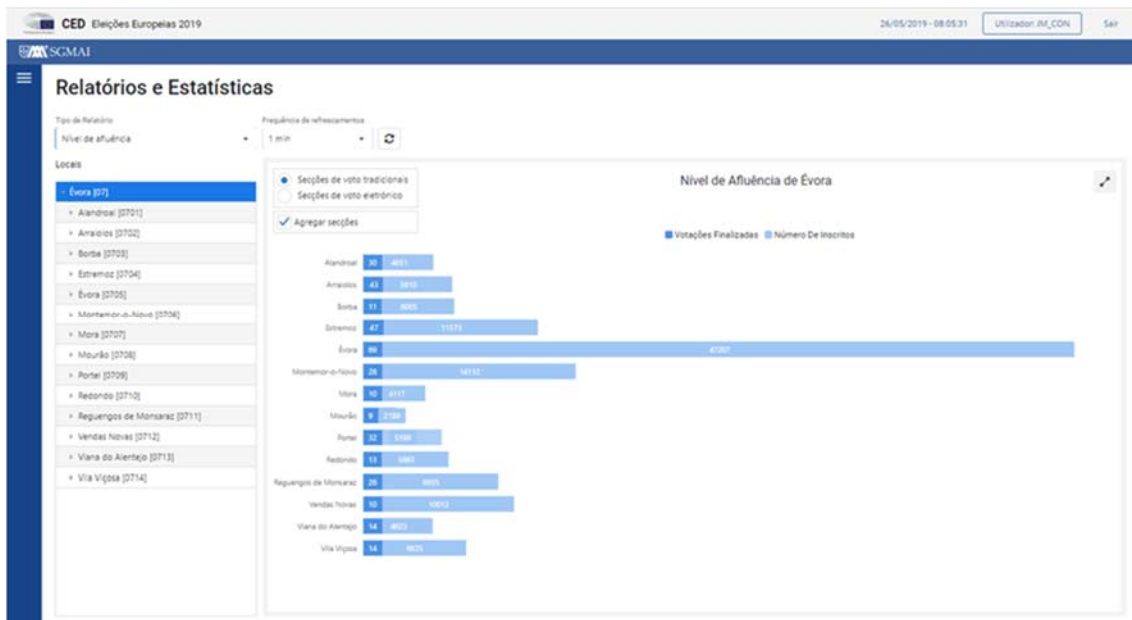 CED Eleições Europeias 2019
26/05/2019 - 08:05:31
Utilizador: JM_CON
Sair
SGMAI
Relatórios e Estatísticas
Tipo de Relatório
Frequência de refrescamentos
Nível de afluência
1 min
Locais
Évora [07]
Alandroal [0701]
Arraiolos [0702]
Borba [0703]
Estremoz [0704]
Évora [0705]
Montemor-o-Novo [0706]
Mora [0707]
Mourão [0708]
Portel [0709]
Redondo [0710]
Reguengos de Monsaraz [0711]
Vendas Novas [0712]
Viana do Alentejo [0713]
Vila Viçosa [0714]
Secções de voto tradicionais
Secções de voto eletrónico
Agregar secções
Nível de Afluência de Évora
Votações Finalizadas Número De Inscritos
Alandroal 30
Arraiolos 43
Borba 11
Estremoz 47 11573
Évora 69 47207
Montemor-o-Novo 28
Mora 10 4117
Mourão 9
Portel 32
Redondo 13
Reguengos de Monsaraz 26
Vendas Novas 10 10012
Viana do Alentejo 14
Vila Viçosa 14